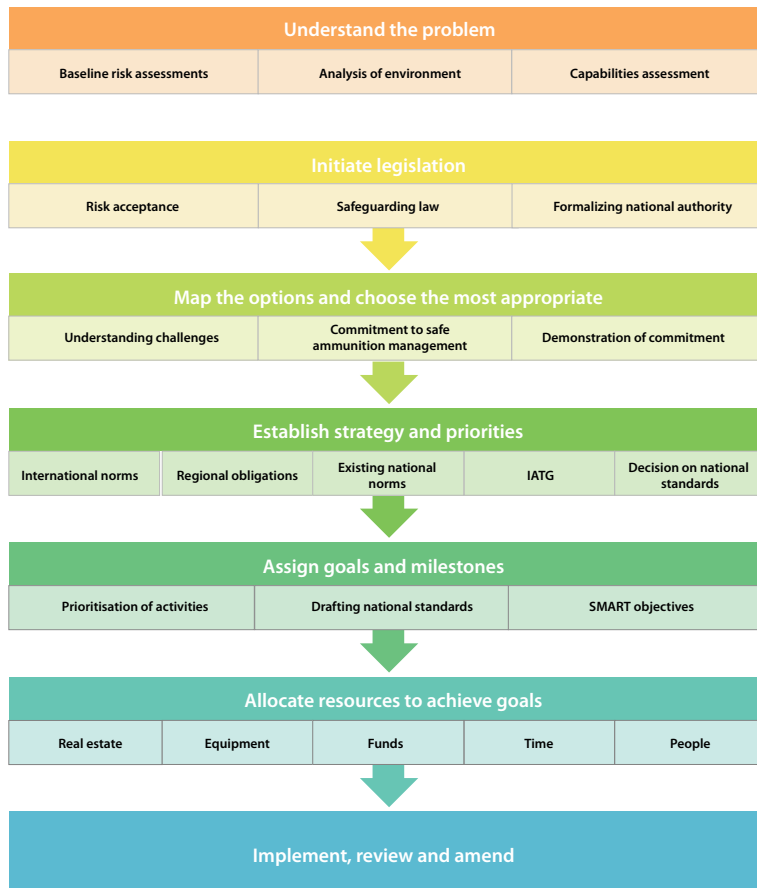 Understand the problem
Baseline risk assessments
Analysis of environment
Capabilities assessment
Initiate legislation
Risk acceptance
Safeguarding law
Formalizing national authority
Map the options and choose the most appropriate
Understanding challenges
Commitment to safe
ammunition management
Demonstration of commitment
Establish strategy and priorities
International norms
Regional obligations
Existing national
norms
IATG
Decision on national
standards
Assign goals and milestones
Prioritisation of activities
Drafting national standards
SMART objectives
Allocate resources to achieve goals
Real estate
Equipment
Funds
Time
People
Implement, review and amend